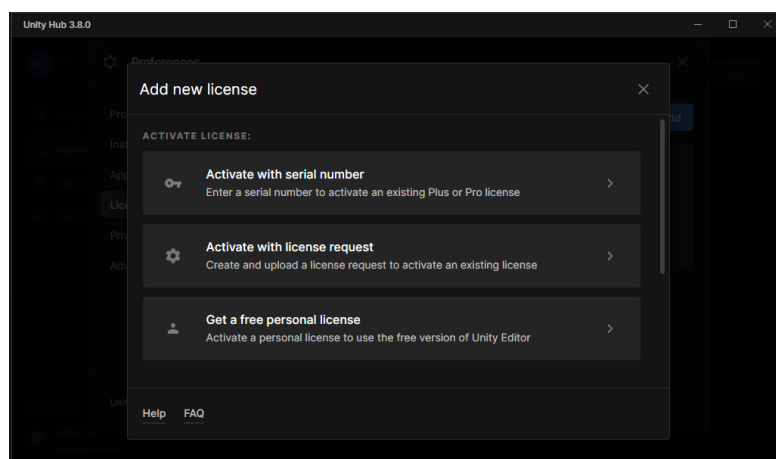 Unity Hub 3.8.0
Preferences
Add new license
ACTIVATE LICENSE:
Activate with serial number
Enter a serial number to activate an existing Plus or Pro license
Activate with license request
Create and upload a license request to activate an existing license
Get a free personal license
Activate a personal license to use the free version of Unity Editor
Help FAQ